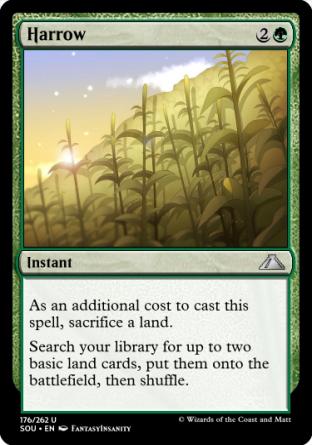 Harrow 2
Instant
As an additional cost to cast this
spell, sacrifice a land.
Search your library for up to two
basic land cards, put them onto the
battlefield, then shuffle.
176/262 U
SOU • EN FantasyInsanity
© Wizards of the Coast and Matt